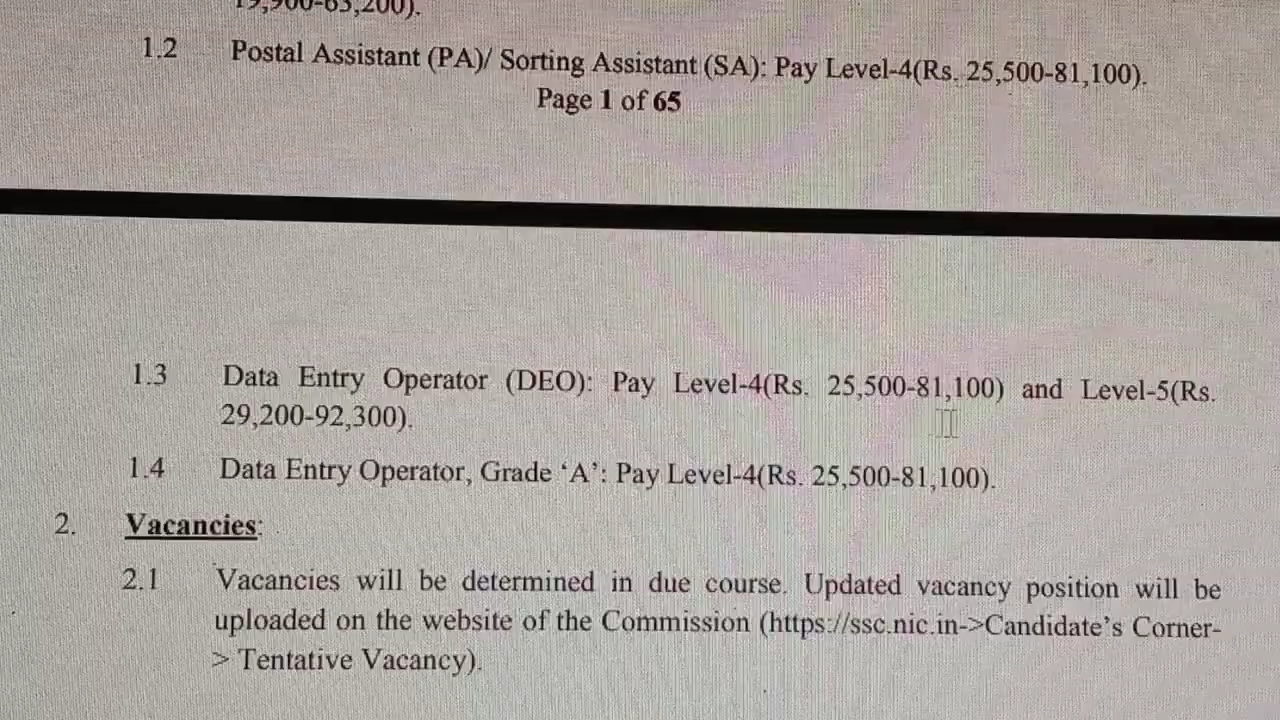 19,900-63,200).
1.2 Postal Assistant (PA)/ Sorting Assistant (SA): Pay Level-4(Rs. 25,500-81,100).
Page 1 of 65
1.3 Data Entry Operator (DEO): Pay Level-4(Rs. 25,500-81,100) and Level-5(Rs.
29,200-92,300).
1.4 Data Entry Operator, Grade ‘A’: Pay Level-4(Rs. 25,500-81,100).
2. Vacancies:
2.1 Vacancies will be determined in due course. Updated vacancy position will be
uploaded on the website of the Commission (https://ssc.nic.in->Candidate’s Corner-
> Tentative Vacancy).